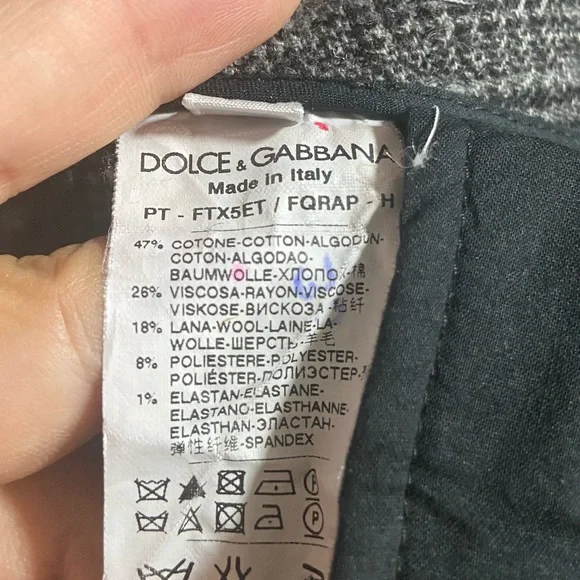 DOLCE & GABBANA
Made in Italy
PT - FTX5ET / FQRAP - H
47% COTONE-COTTON-ALGODON-
COTON-ALGODAO-
BAUMWOLLE-ХЛОПОК-棉
26% VISCOSA-RAYON-VISCOSE-
VISKOSE-ВИСКОЗА-粘纤
18% LANA-WOOL-LAINE-LA-
WOLLE-ШЕРСТЬ-羊毛
8% POLIESTERE-POLYESTER-
POLIÉSTER-ПОЛИЭСТЕР-
1% ELASTAN-ELASTANE-
ELASTANO-ELASTHANNE-
ELASTHAN-ЭЛАСТАН-
弹性纤维-SPANDEX
P